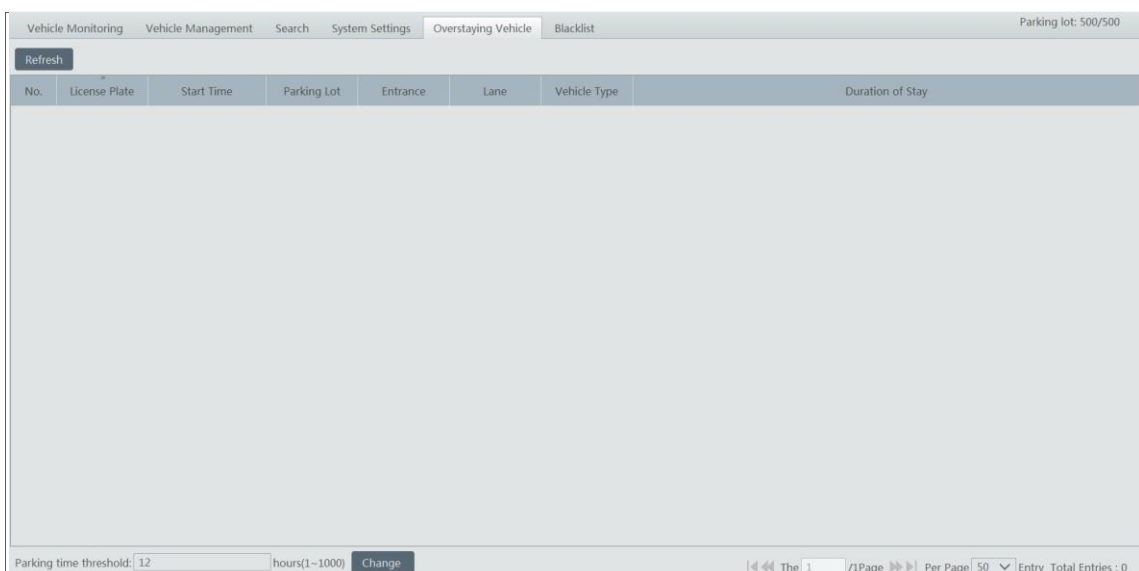 Vehicle Monitoring Vehicle Management Search System Settings Overstaying Vehicle Blacklist Parking lot: 500/500
Refresh
No. License Plate Start Time Parking Lot Entrance Lane Vehicle Type Duration of Stay
Parking time threshold: 12 hours(1~1000) Change The 1 /1Page Per Page 50 Entry Total Entries : 0